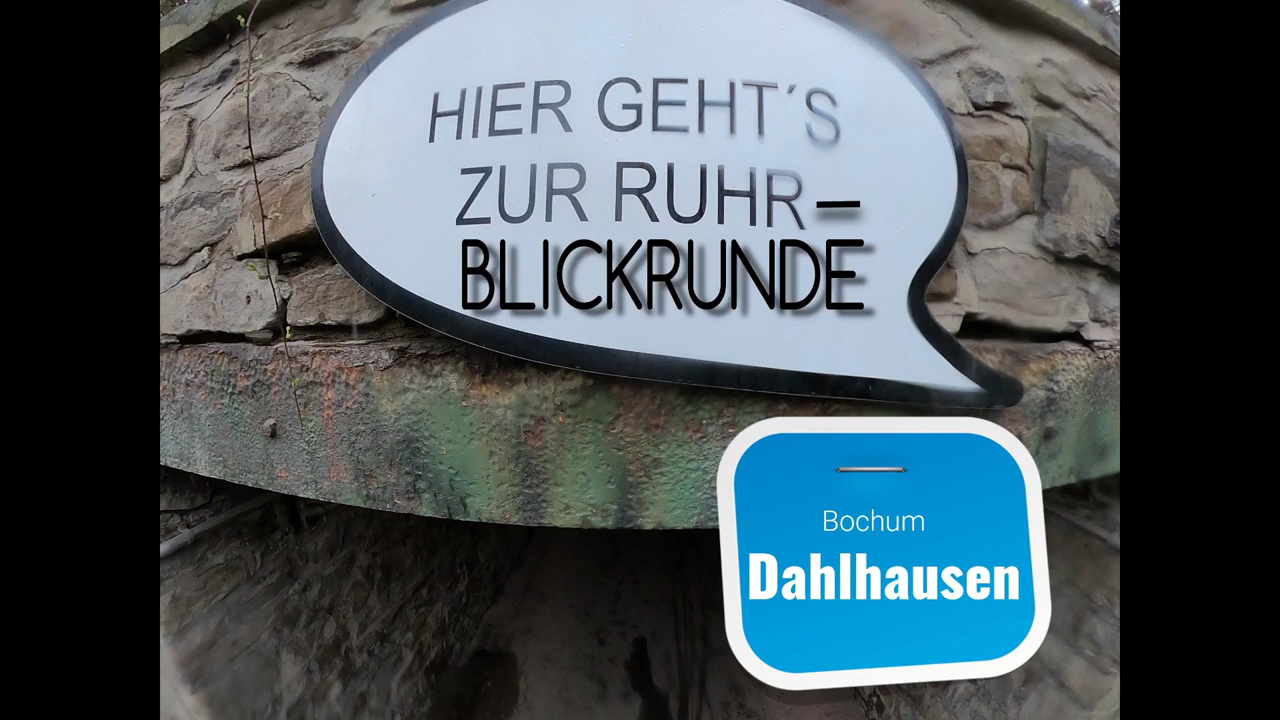 HIER GEHT´S
ZUR RUHR–
BLICKRUNDE
Bochum
Dahlhausen